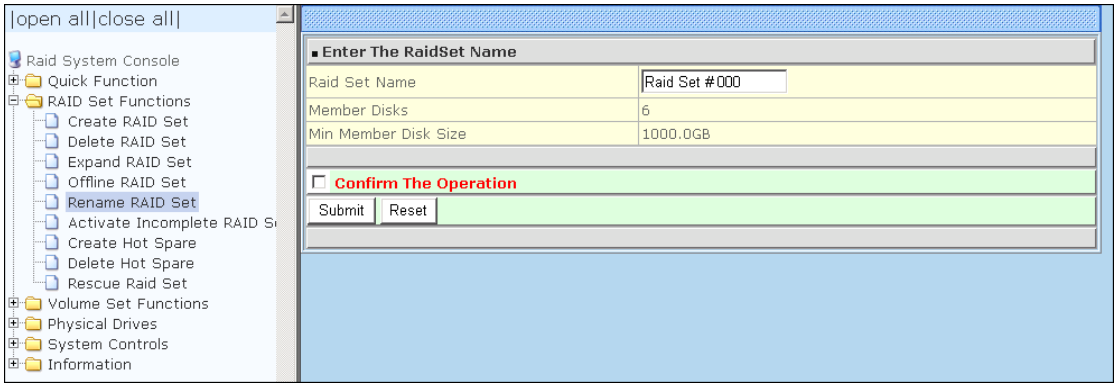 |open all|close all|
Raid System Console
Quick Function
RAID Set Functions
Create RAID Set
Delete RAID Set
Expand RAID Set
Offline RAID Set
Rename RAID Set
Activate Incomplete RAID S
Create Hot Spare
Delete Hot Spare
Rescue Raid Set
Volume Set Functions
Physical Drives
System Controls
Information
Enter The RaidSet Name
Raid Set Name Raid Set #000
Member Disks 6
Min Member Disk Size 1000.0GB
Confirm The Operation
Submit Reset